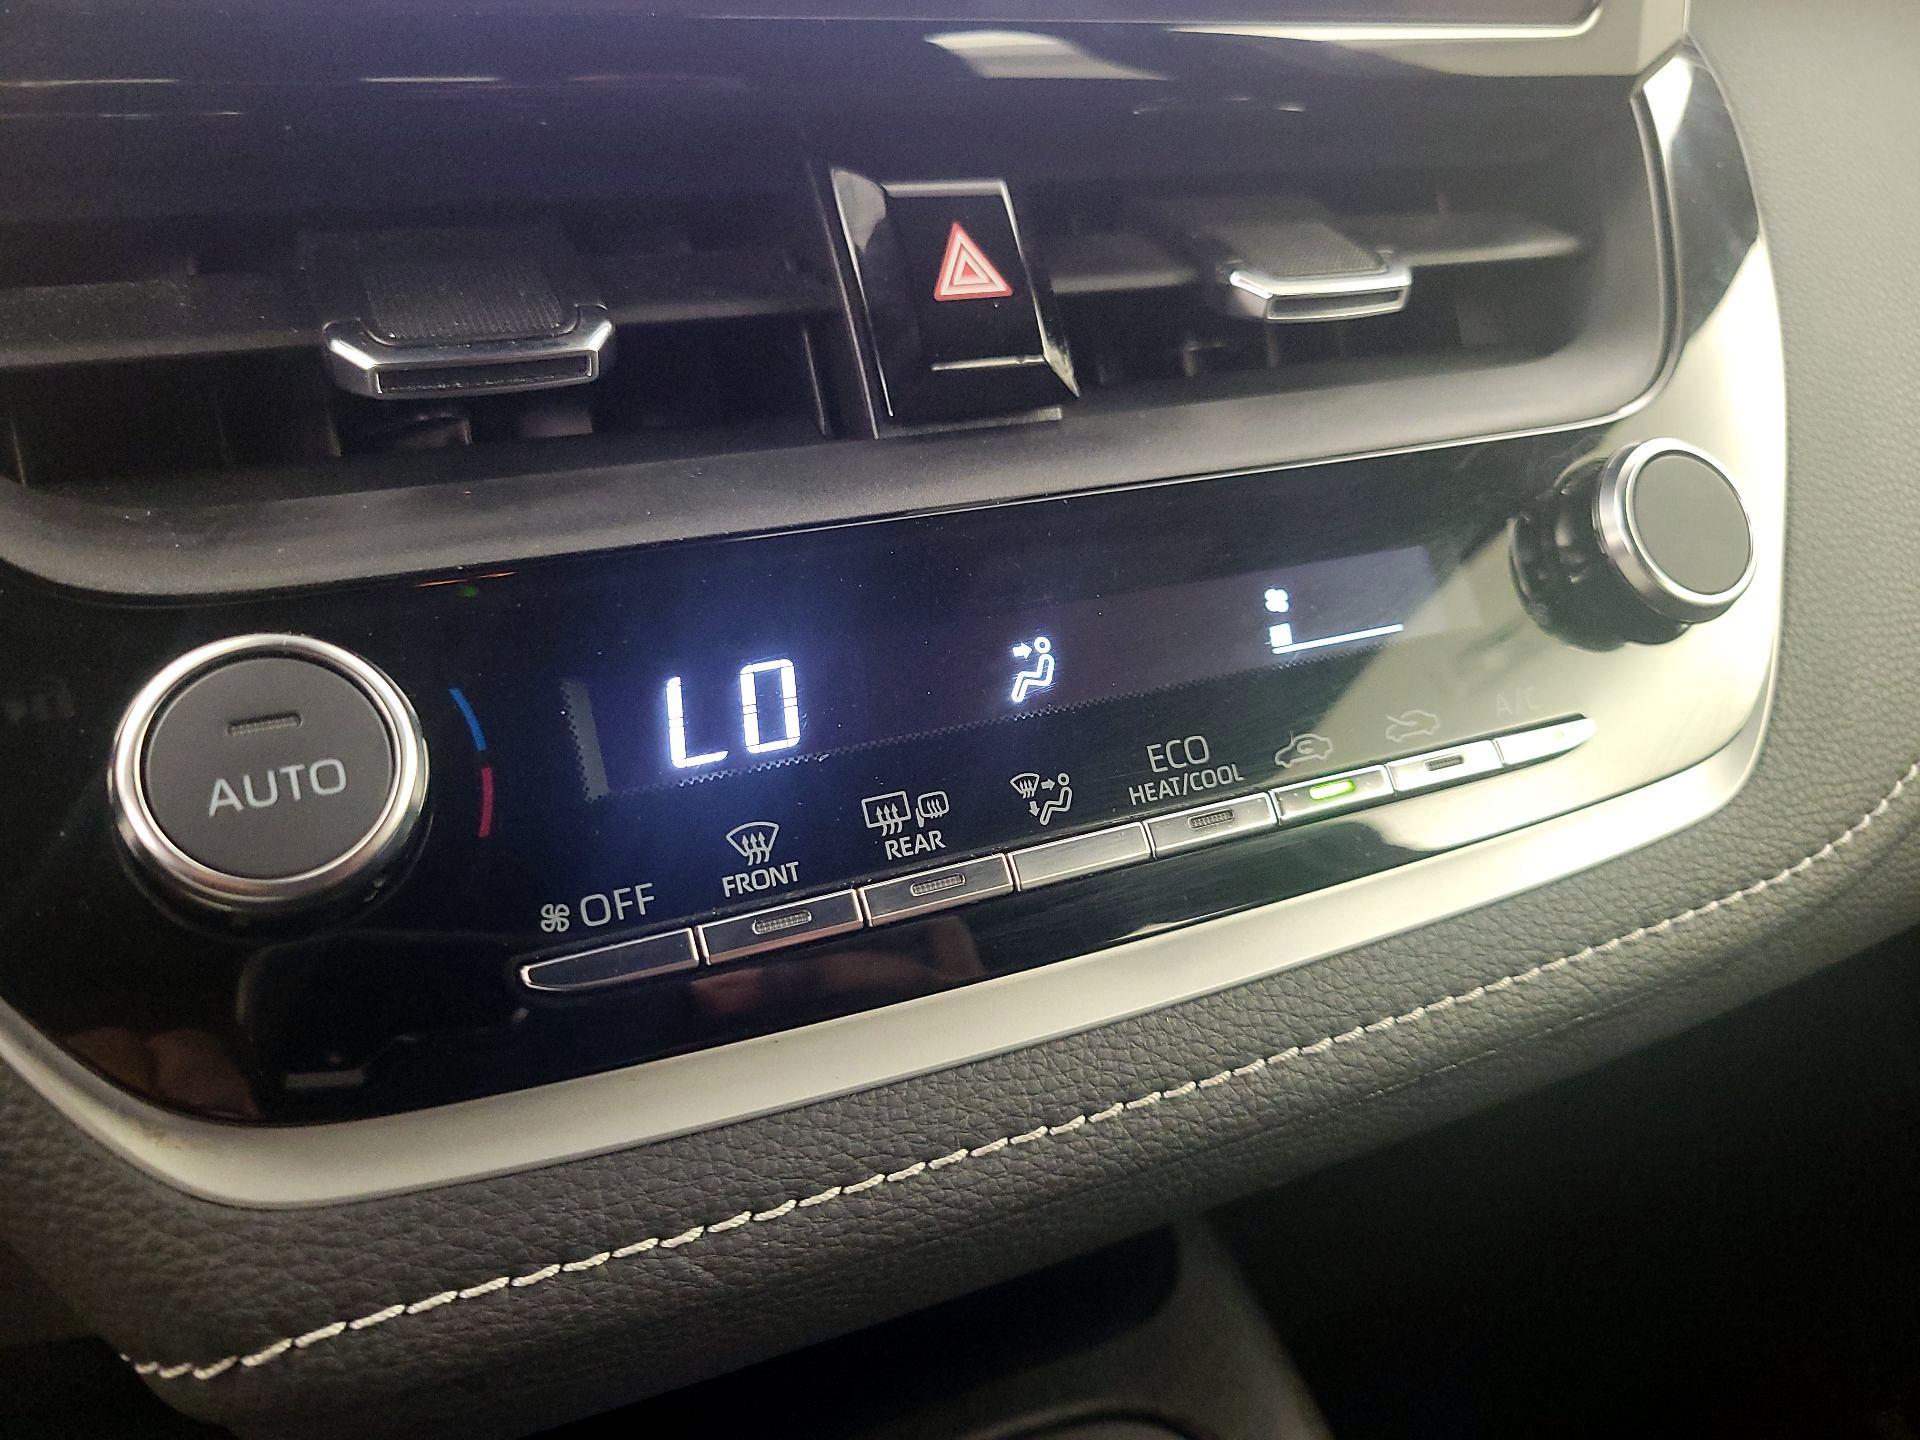 LO
AUTO
OFF
FRONT
REAR
ECO
HEAT/COOL
A/C